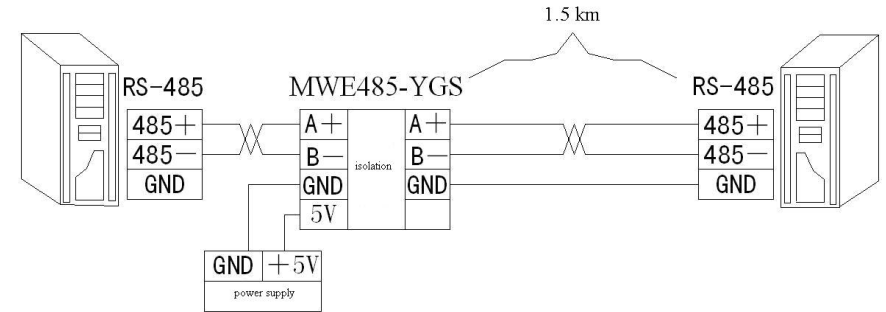 1.5 km
RS-485 MWE485-YGS RS-485
485+ A+ A+ 485+
485- B- isolation B- 485-
GND GND GND GND
5V
GND +5V
power supply